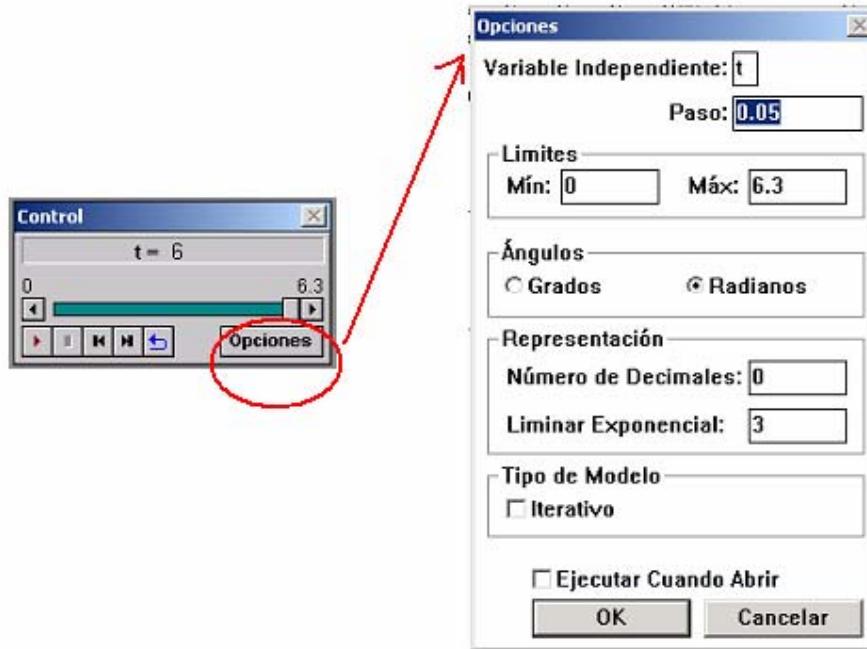 Control
t = 6
0 6.3
Opciones
Opciones
Variable Independiente: t
Paso: 0.05
Limites
Mín: 0 Máx: 6.3
Ángulos
Grados Radianos
Representación
Número de Decimales: 0
Liminar Exponencial: 3
Tipo de Modelo
Iterativo
Ejecutar Cuando Abrir
OK Cancelar